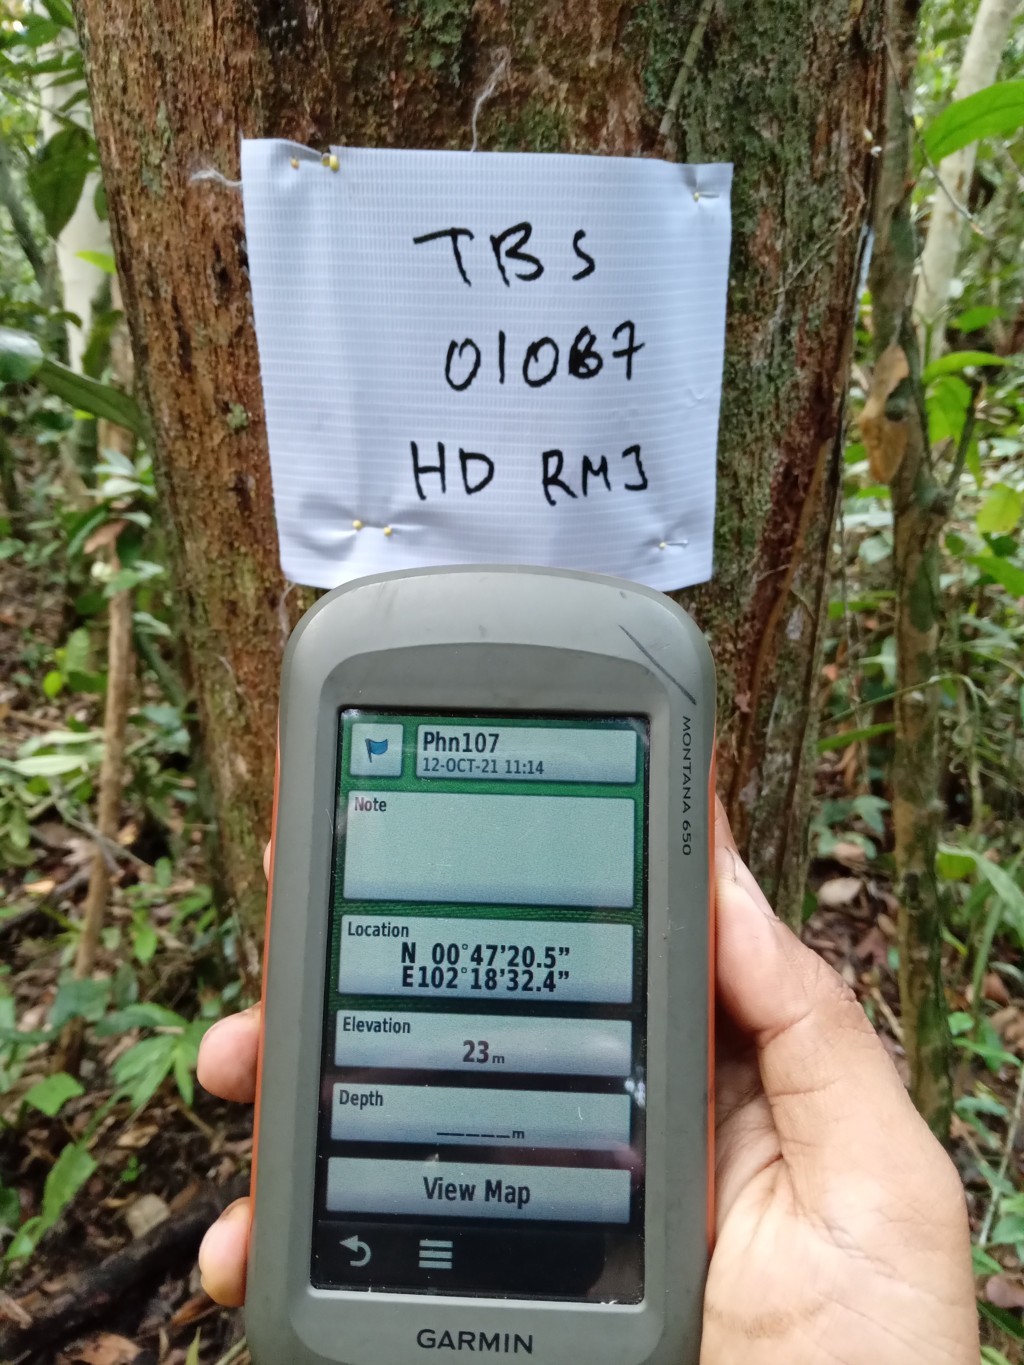 TBS
01067
HD RMJ
MONTANA 650
Phn107
12-OCT-21 11:14
Note
Location
N 00°47'20.5"
E102°18'32.4"
Elevation
23 m
Depth
_____m
View Map
GARMIN